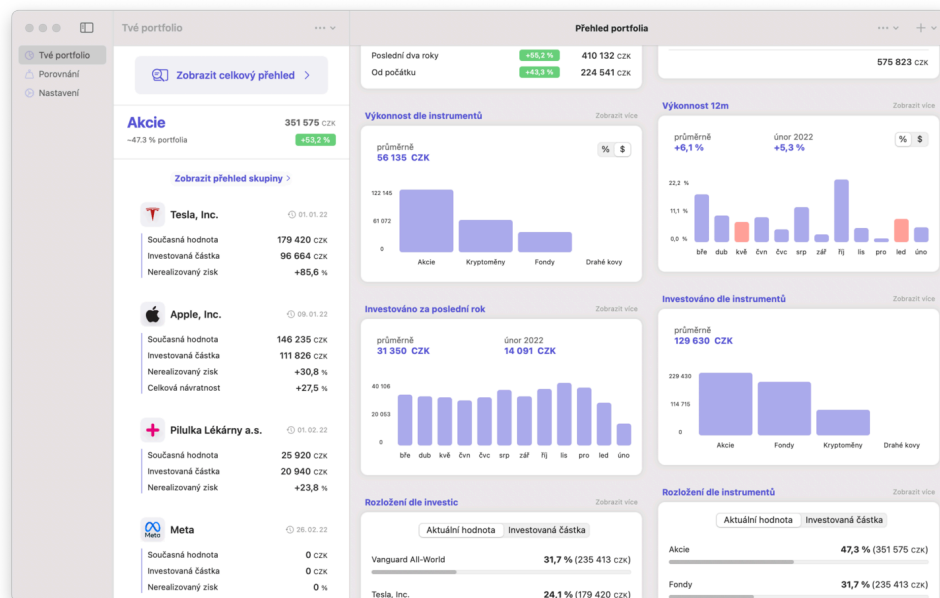 Tvé portfolio
Porovnání
Nastavení
Tvé portfolio
Zobrazit celkový přehled
Akcie
351 575 CZK
~47.3 % portfolia
+53,2 %
Zobrazit přehled skupiny
Tesla, Inc.
01.01.22
Současná hodnota 179 420 CZK
Investovaná částka 96 664 CZK
Nerealizovaný zisk +85,6 %
Apple, Inc.
09.01.22
Současná hodnota 146 235 CZK
Investovaná částka 111 826 CZK
Nerealizovaný zisk +30,8 %
Celková návratnost +27,5 %
Pilulka Lékárny a.s.
01.02.22
Současná hodnota 25 920 CZK
Investovaná částka 20 940 CZK
Nerealizovaný zisk +23,8 %
Meta
Meta
26.02.22
Současná hodnota 0 CZK
Investovaná částka 0 CZK
Nerealizovaný zisk 0 %
Přehled portfolia
Poslední dva roky +55,2 % 410 132 CZK
Od počátku +43,3 % 224 541 CZK
Výkonnost dle instrumentů
Zobrazit více
průměrně
56 135 CZK
% $
122 145
61 072
0
Akcie Kryptoměny Fondy Drahé kovy
Investováno za poslední rok
Zobrazit více
průměrně
31 350 CZK
únor 2022
14 091 CZK
40 106
20 053
0
bře dub kvě čvn čvc srp zář říj lis pro led úno
Rozložení dle investic
Zobrazit více
Aktuální hodnota Investovaná částka
Vanguard All-World 31,7 % (235 413 CZK)
Tesla, Inc. 24,1 % (179 420 CZK)
575 823 CZK
Výkonnost 12m
Zobrazit více
průměrně
+6,1 %
únor 2022
+5,3 %
% $
22,2 %
11,1 %
0,0 %
bře dub kvě čvn čvc srp zář říj lis pro led úno
Investováno dle instrumentů
Zobrazit více
průměrně
129 630 CZK
229 430
114 715
0
Akcie Fondy Kryptoměny Drahé kovy
Rozložení dle instrumentů
Zobrazit více
Aktuální hodnota Investovaná částka
Akcie 47,3 % (351 575 CZK)
Fondy 31,7 % (235 413 CZK)